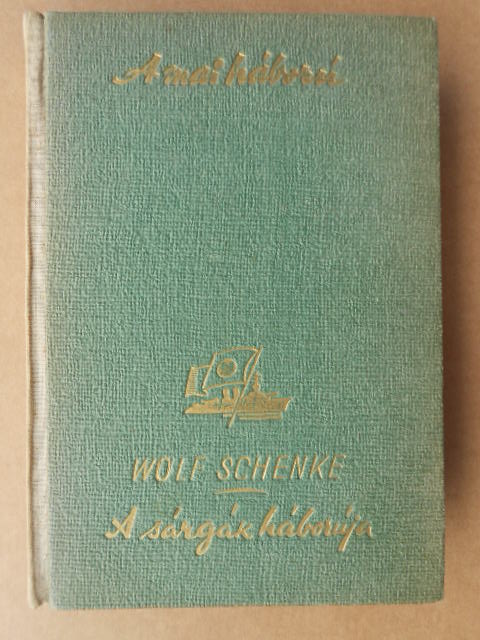 A mai háború
WOLF SCHENKE
A sárgák háborúja